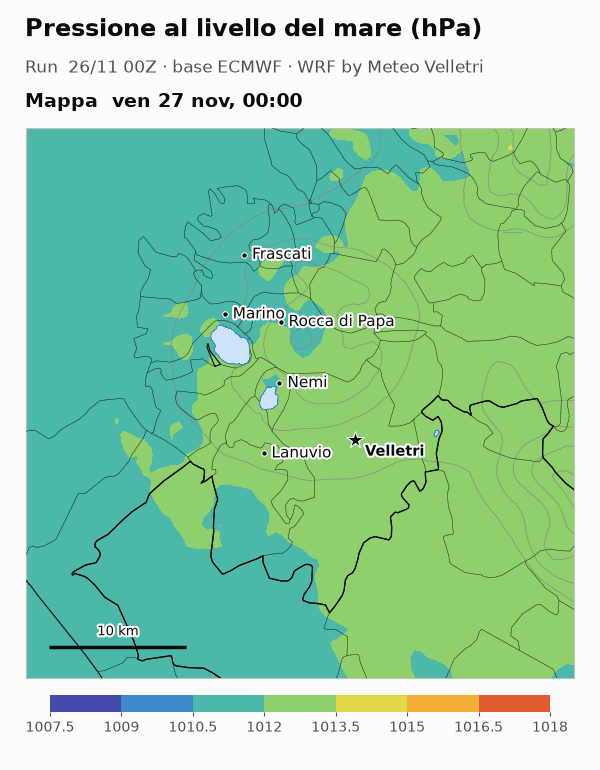 Pressione al livello del mare (hPa)
Run  26/11 00Z · base ECMWF · WRF by Meteo Velletri
Mappa  ven 27 nov, 00:00
Frascati
Marino
Rocca di Papa
Nemi
Velletri
Lanuvio
10 km
1007.5 1009 1010.5 1012 1013.5 1015 1016.5 1018